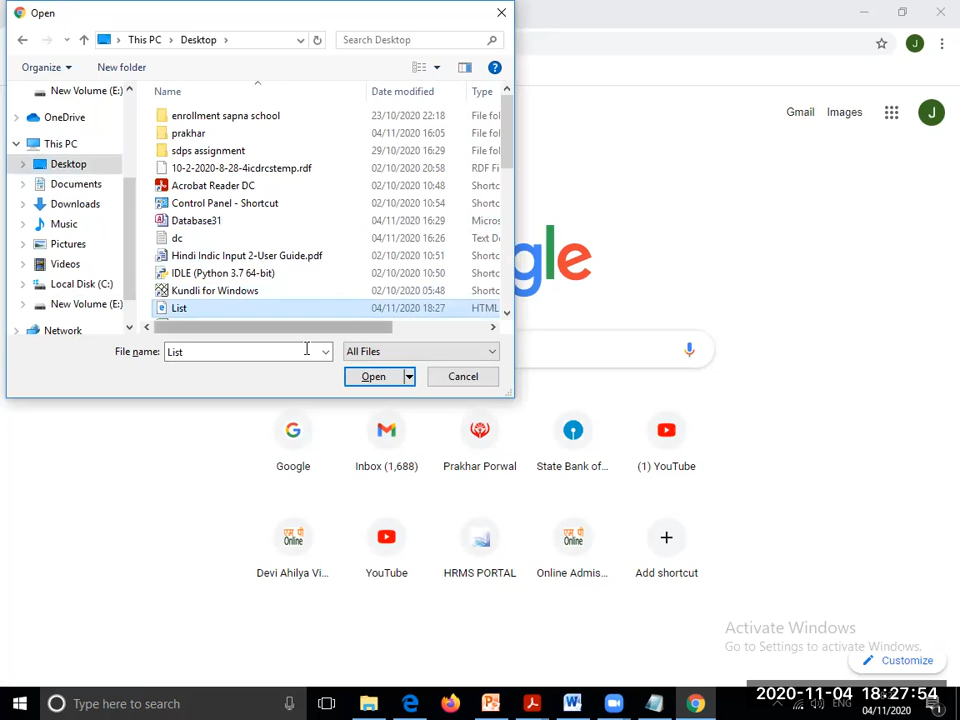 Open
This PC
Desktop
Search Desktop
Organize
New folder
Name
Date modified
Type
New Volume (E:)
OneDrive
This PC
Desktop
Documents
Downloads
Music
Pictures
Videos
Local Disk (C:)
New Volume (E:)
Network
enrollment sapna school 23/10/2020 22:18 File fol
prakhar 04/11/2020 16:05 File fol
sdps assignment 29/10/2020 16:29 File fol
10-2-2020-8-28-4icdrcstemp.rdf 02/10/2020 20:58 RDF Fi
Acrobat Reader DC 02/10/2020 10:48 Shortc
Control Panel - Shortcut 02/10/2020 10:54 Shortc
Database31 04/11/2020 16:29 Micros
dc 04/11/2020 16:26 Text D
Hindi Indic Input 2-User Guide.pdf 02/10/2020 10:51 Shortc
IDLE (Python 3.7 64-bit) 02/10/2020 10:50 Shortc
Kundli for Windows 02/10/2020 05:48 Shortc
List 04/11/2020 18:27 HTML
File name:
List
All Files
Open
Cancel
J
Gmail
Images
J
gle
Google
Inbox (1,688)
Prakhar Porwal
State Bank of...
(1) YouTube
एम पी
Online
एम पी
Online
Devi Ahilya Vi...
YouTube
HRMS PORTAL
Online Admis...
Add shortcut
Activate Windows
Go to Settings to activate Windows.
Customize
Type here to search
ENG
2020-11-04 18:27:54
04/11/2020